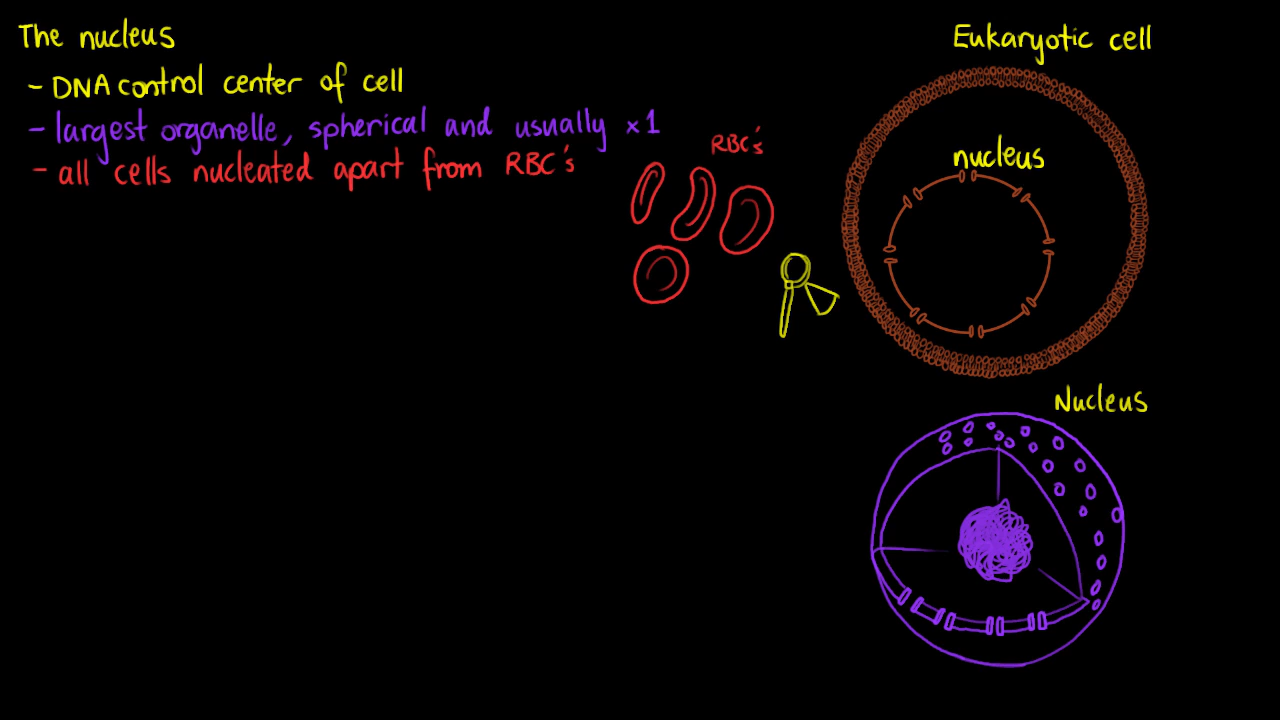 The nucleus
- DNA control center of cell
- largest organelle, spherical and usually x1
- all cells nucleated apart from RBC's
RBC's
Eukaryotic cell
nucleus
Nucleus